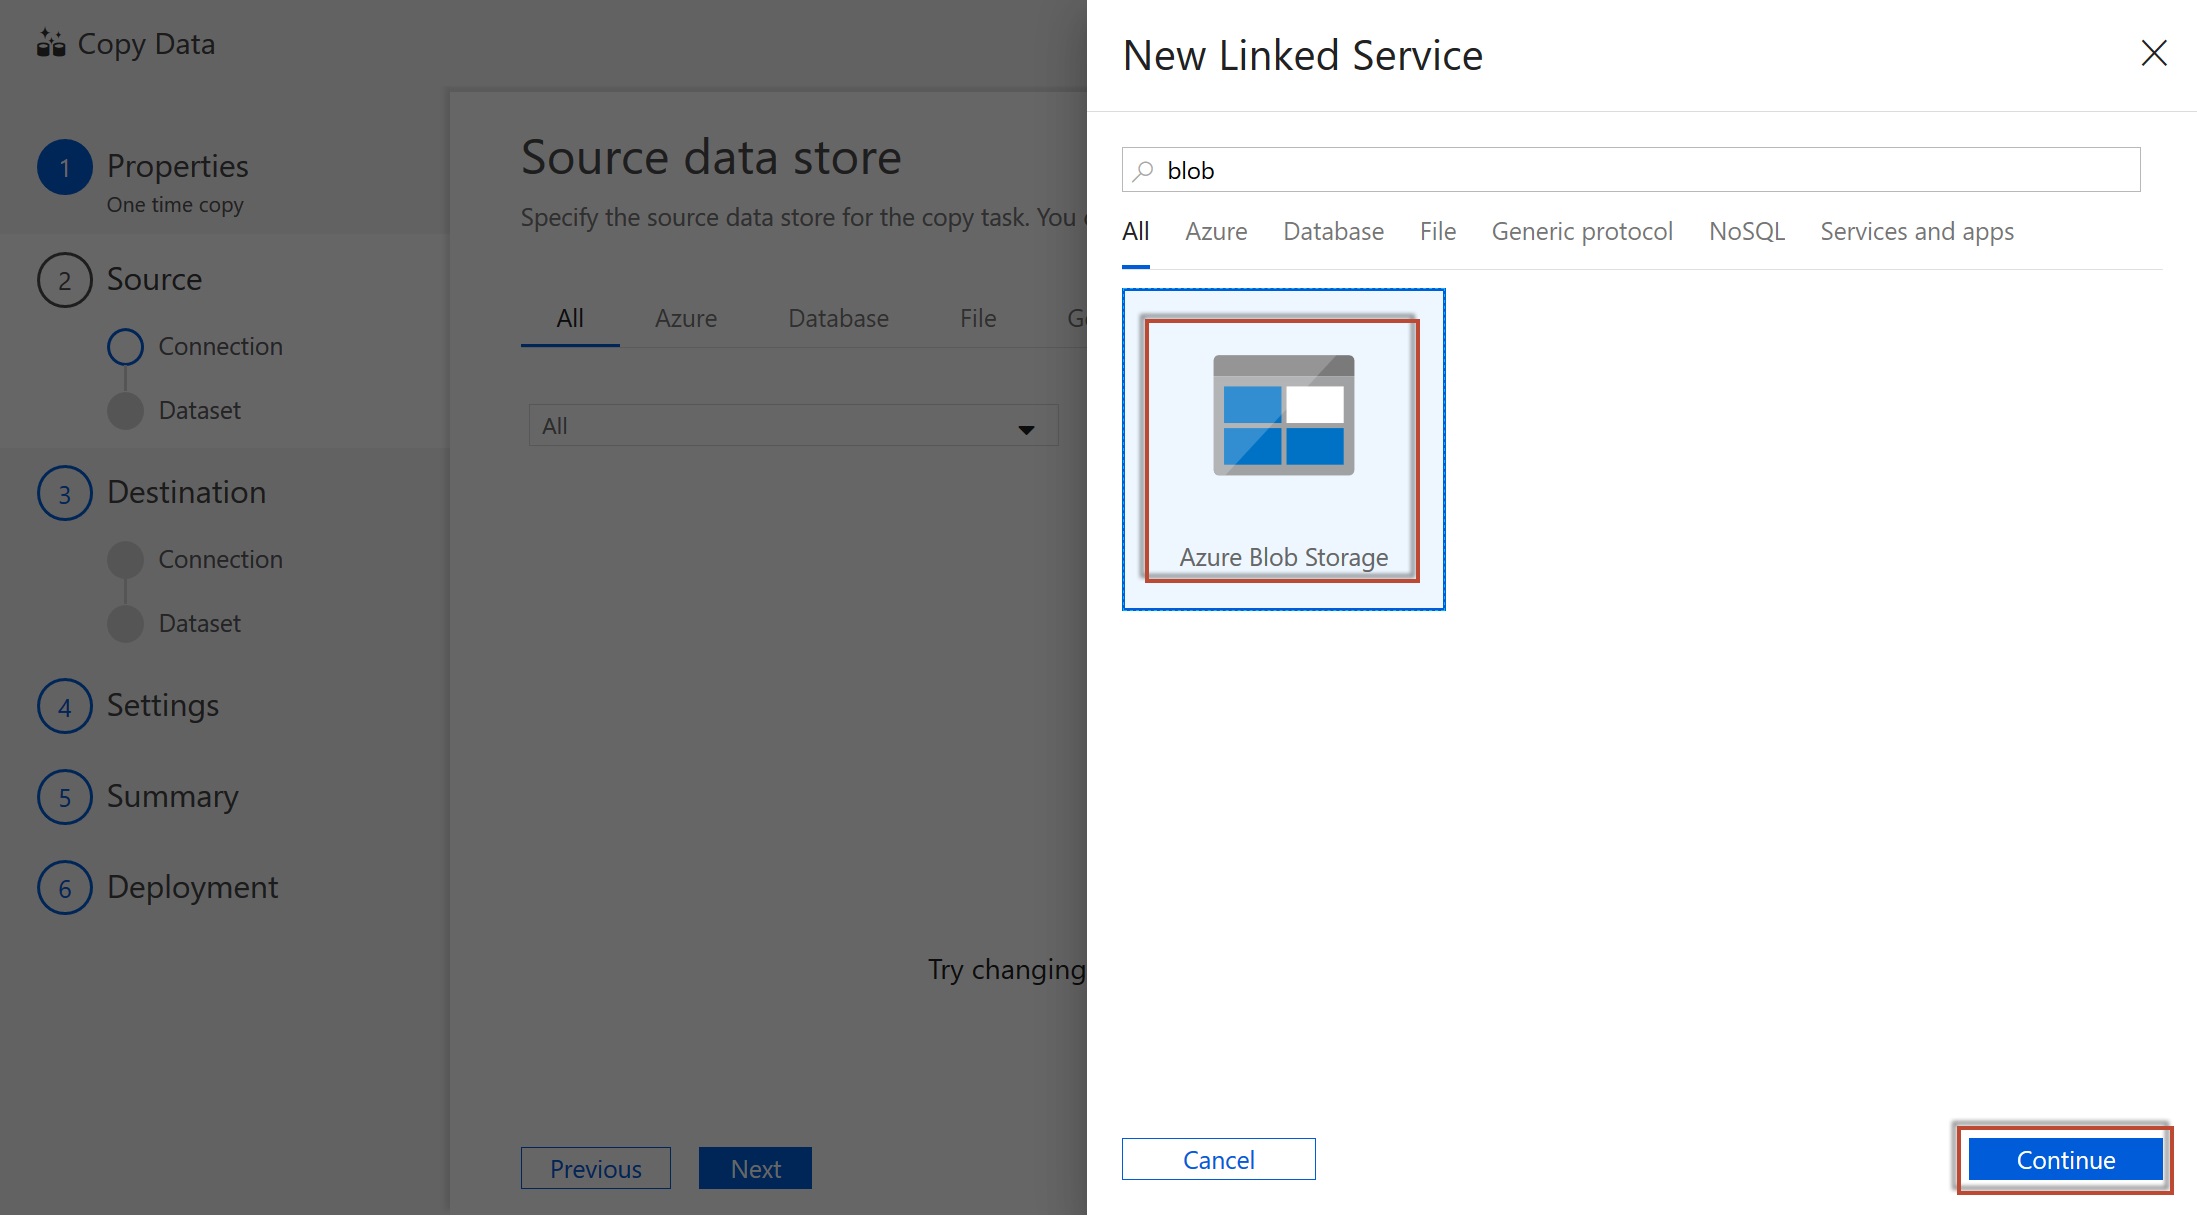 Copy Data
1 Properties
One time copy
2 Source
Connection
Dataset
3 Destination
Connection
Dataset
4 Settings
5 Summary
6 Deployment
Source data store
Specify the source data store for the copy task. You
All Azure Database File
All
Try changing
Previous Next
New Linked Service
blob
All Azure Database File Generic protocol NoSQL Services and apps
Azure Blob Storage
Cancel Continue